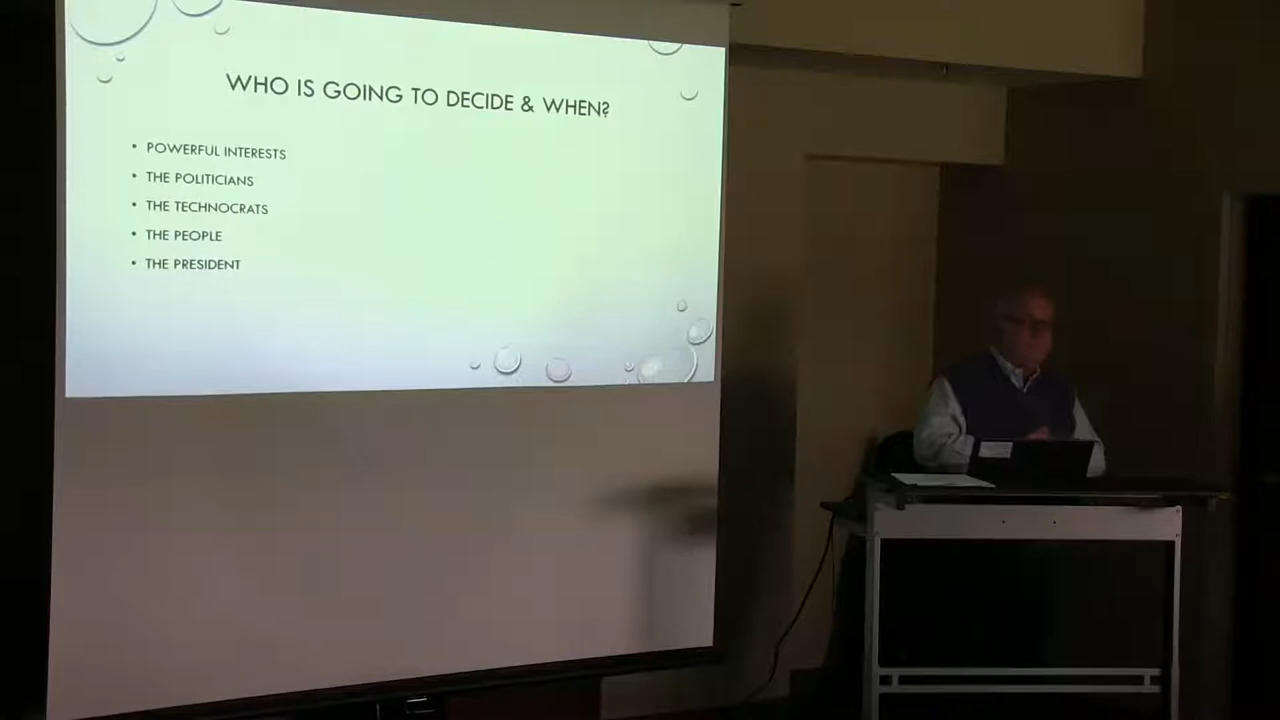 WHO IS GOING TO DECIDE & WHEN?
• POWERFUL INTERESTS
• THE POLITICIANS
• THE TECHNOCRATS
• THE PEOPLE
• THE PRESIDENT